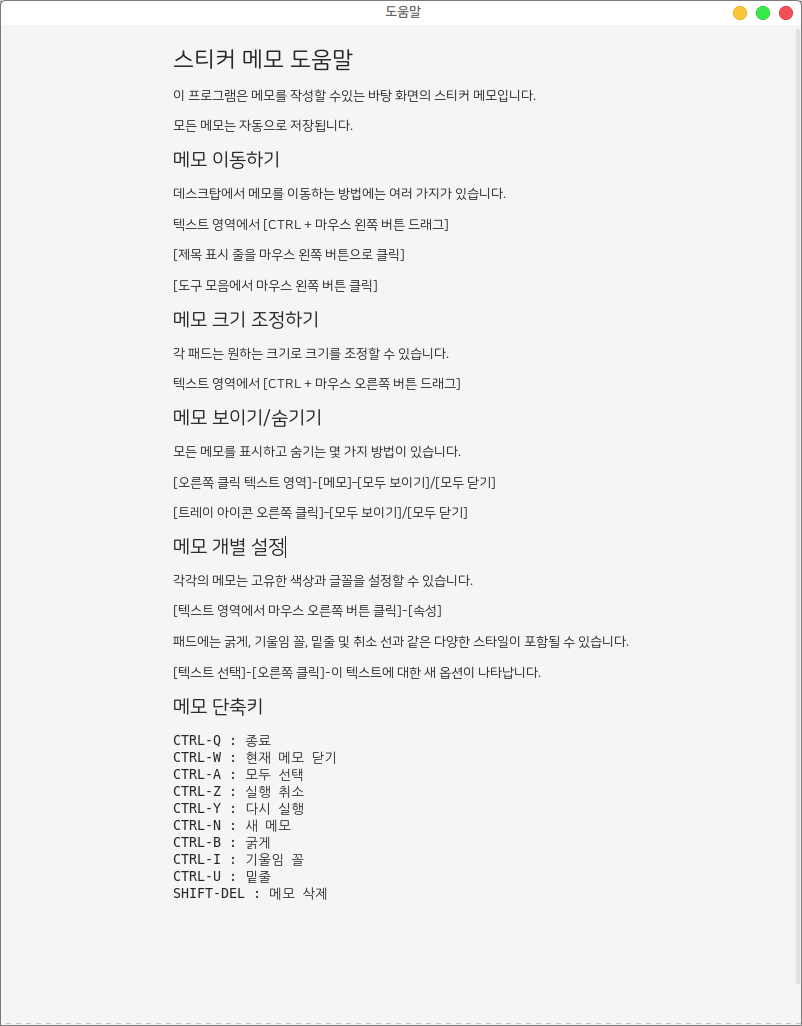 도움말
스티커 메모 도움말
이 프로그램은 메모를 작성할 수있는 바탕 화면의 스티커 메모입니다.
모든 메모는 자동으로 저장됩니다.
메모 이동하기
데스크탑에서 메모를 이동하는 방법에는 여러 가지가 있습니다.
텍스트 영역에서 [CTRL + 마우스 왼쪽 버튼 드래그]
[제목 표시 줄을 마우스 왼쪽 버튼으로 클릭]
[도구 모음에서 마우스 왼쪽 버튼 클릭]
메모 크기 조정하기
각 패드는 원하는 크기로 크기를 조정할 수 있습니다.
텍스트 영역에서 [CTRL + 마우스 오른쪽 버튼 드래그]
메모 보이기/숨기기
모든 메모를 표시하고 숨기는 몇 가지 방법이 있습니다.
[오른쪽 클릭 텍스트 영역]-[메모]-[모두 보이기]/[모두 닫기]
[트레이 아이콘 오른쪽 클릭]-[모두 보이기]/[모두 닫기]
메모 개별 설정
각각의 메모는 고유한 색상과 글꼴을 설정할 수 있습니다.
[텍스트 영역에서 마우스 오른쪽 버튼 클릭]-[속성]
패드에는 굵게, 기울임 꼴, 밑줄 및 취소 선과 같은 다양한 스타일이 포함될 수 있습니다.
[텍스트 선택]-[오른쪽 클릭]-이 텍스트에 대한 새 옵션이 나타납니다.
메모 단축키
CTRL-Q : 종료
CTRL-W : 현재 메모 닫기
CTRL-A : 모두 선택
CTRL-Z : 실행 취소
CTRL-Y : 다시 실행
CTRL-N : 새 메모
CTRL-B : 굵게
CTRL-I : 기울임 꼴
CTRL-U : 밑줄
SHIFT-DEL : 메모 삭제